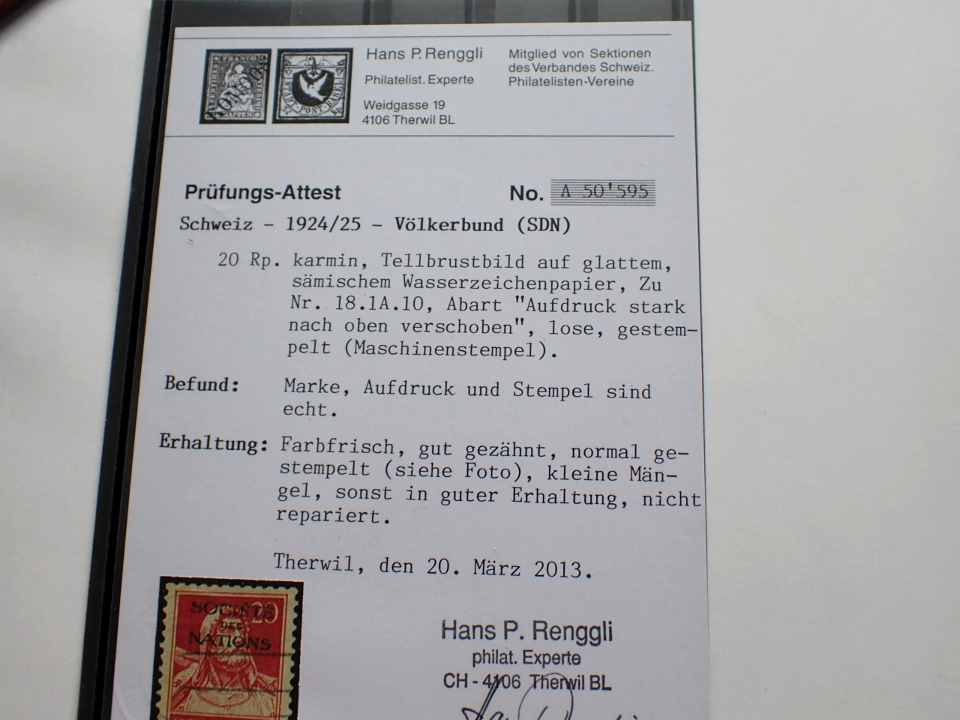 Hans P. Renggli
Philatelist. Experte
Weidgasse 19
4106 Therwil BL
Mitglied von Sektionen
des Verbandes Schweiz.
Philatelisten-Vereine
Prüfungs-Attest
No. A 50'595
Schweiz - 1924/25 - Völkerbund (SDN)
20 Rp. karmin, Tellbrustbild auf glattem,
sämischem Wasserzeichenpapier, Zu
Nr. 18.1A.10, Abart "Aufdruck stark
nach oben verschoben", lose, gestem-
pelt (Maschinenstempel).
Befund: Marke, Aufdruck und Stempel sind
echt.
Erhaltung: Farbfrisch, gut gezähnt, normal ge-
stempelt (siehe Foto), kleine Män-
gel, sonst in guter Erhaltung, nicht
repariert.
Therwil, den 20. März 2013.
SOCIÉTÉ 20
DES
NATIONS
Hans P. Renggli
philat. Experte
CH - 4106 Therwil BL